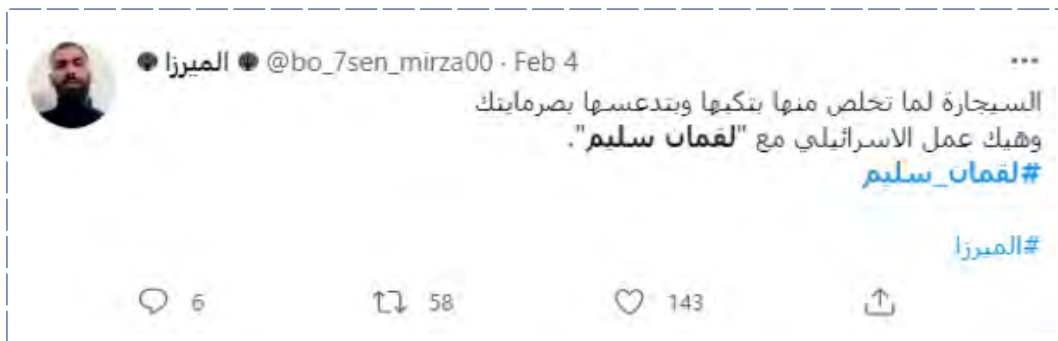 الميرزا @bo_7sen_mirza00 · Feb 4
السيجارة لما تخلص منها بتكبها وبتدعسها بصرمايتك
وهيك عمل الاسرائيلي مع "لقمان سليم".
#لقمان_سليم
#الميرزا
6 58 143